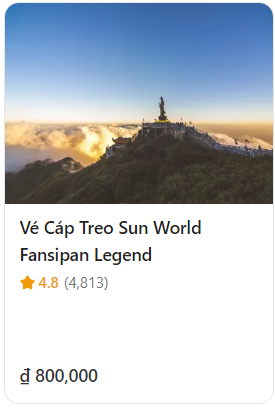 Vé Cáp Treo Sun World
Fansipan Legend
4.8 (4,813)
₫ 800,000